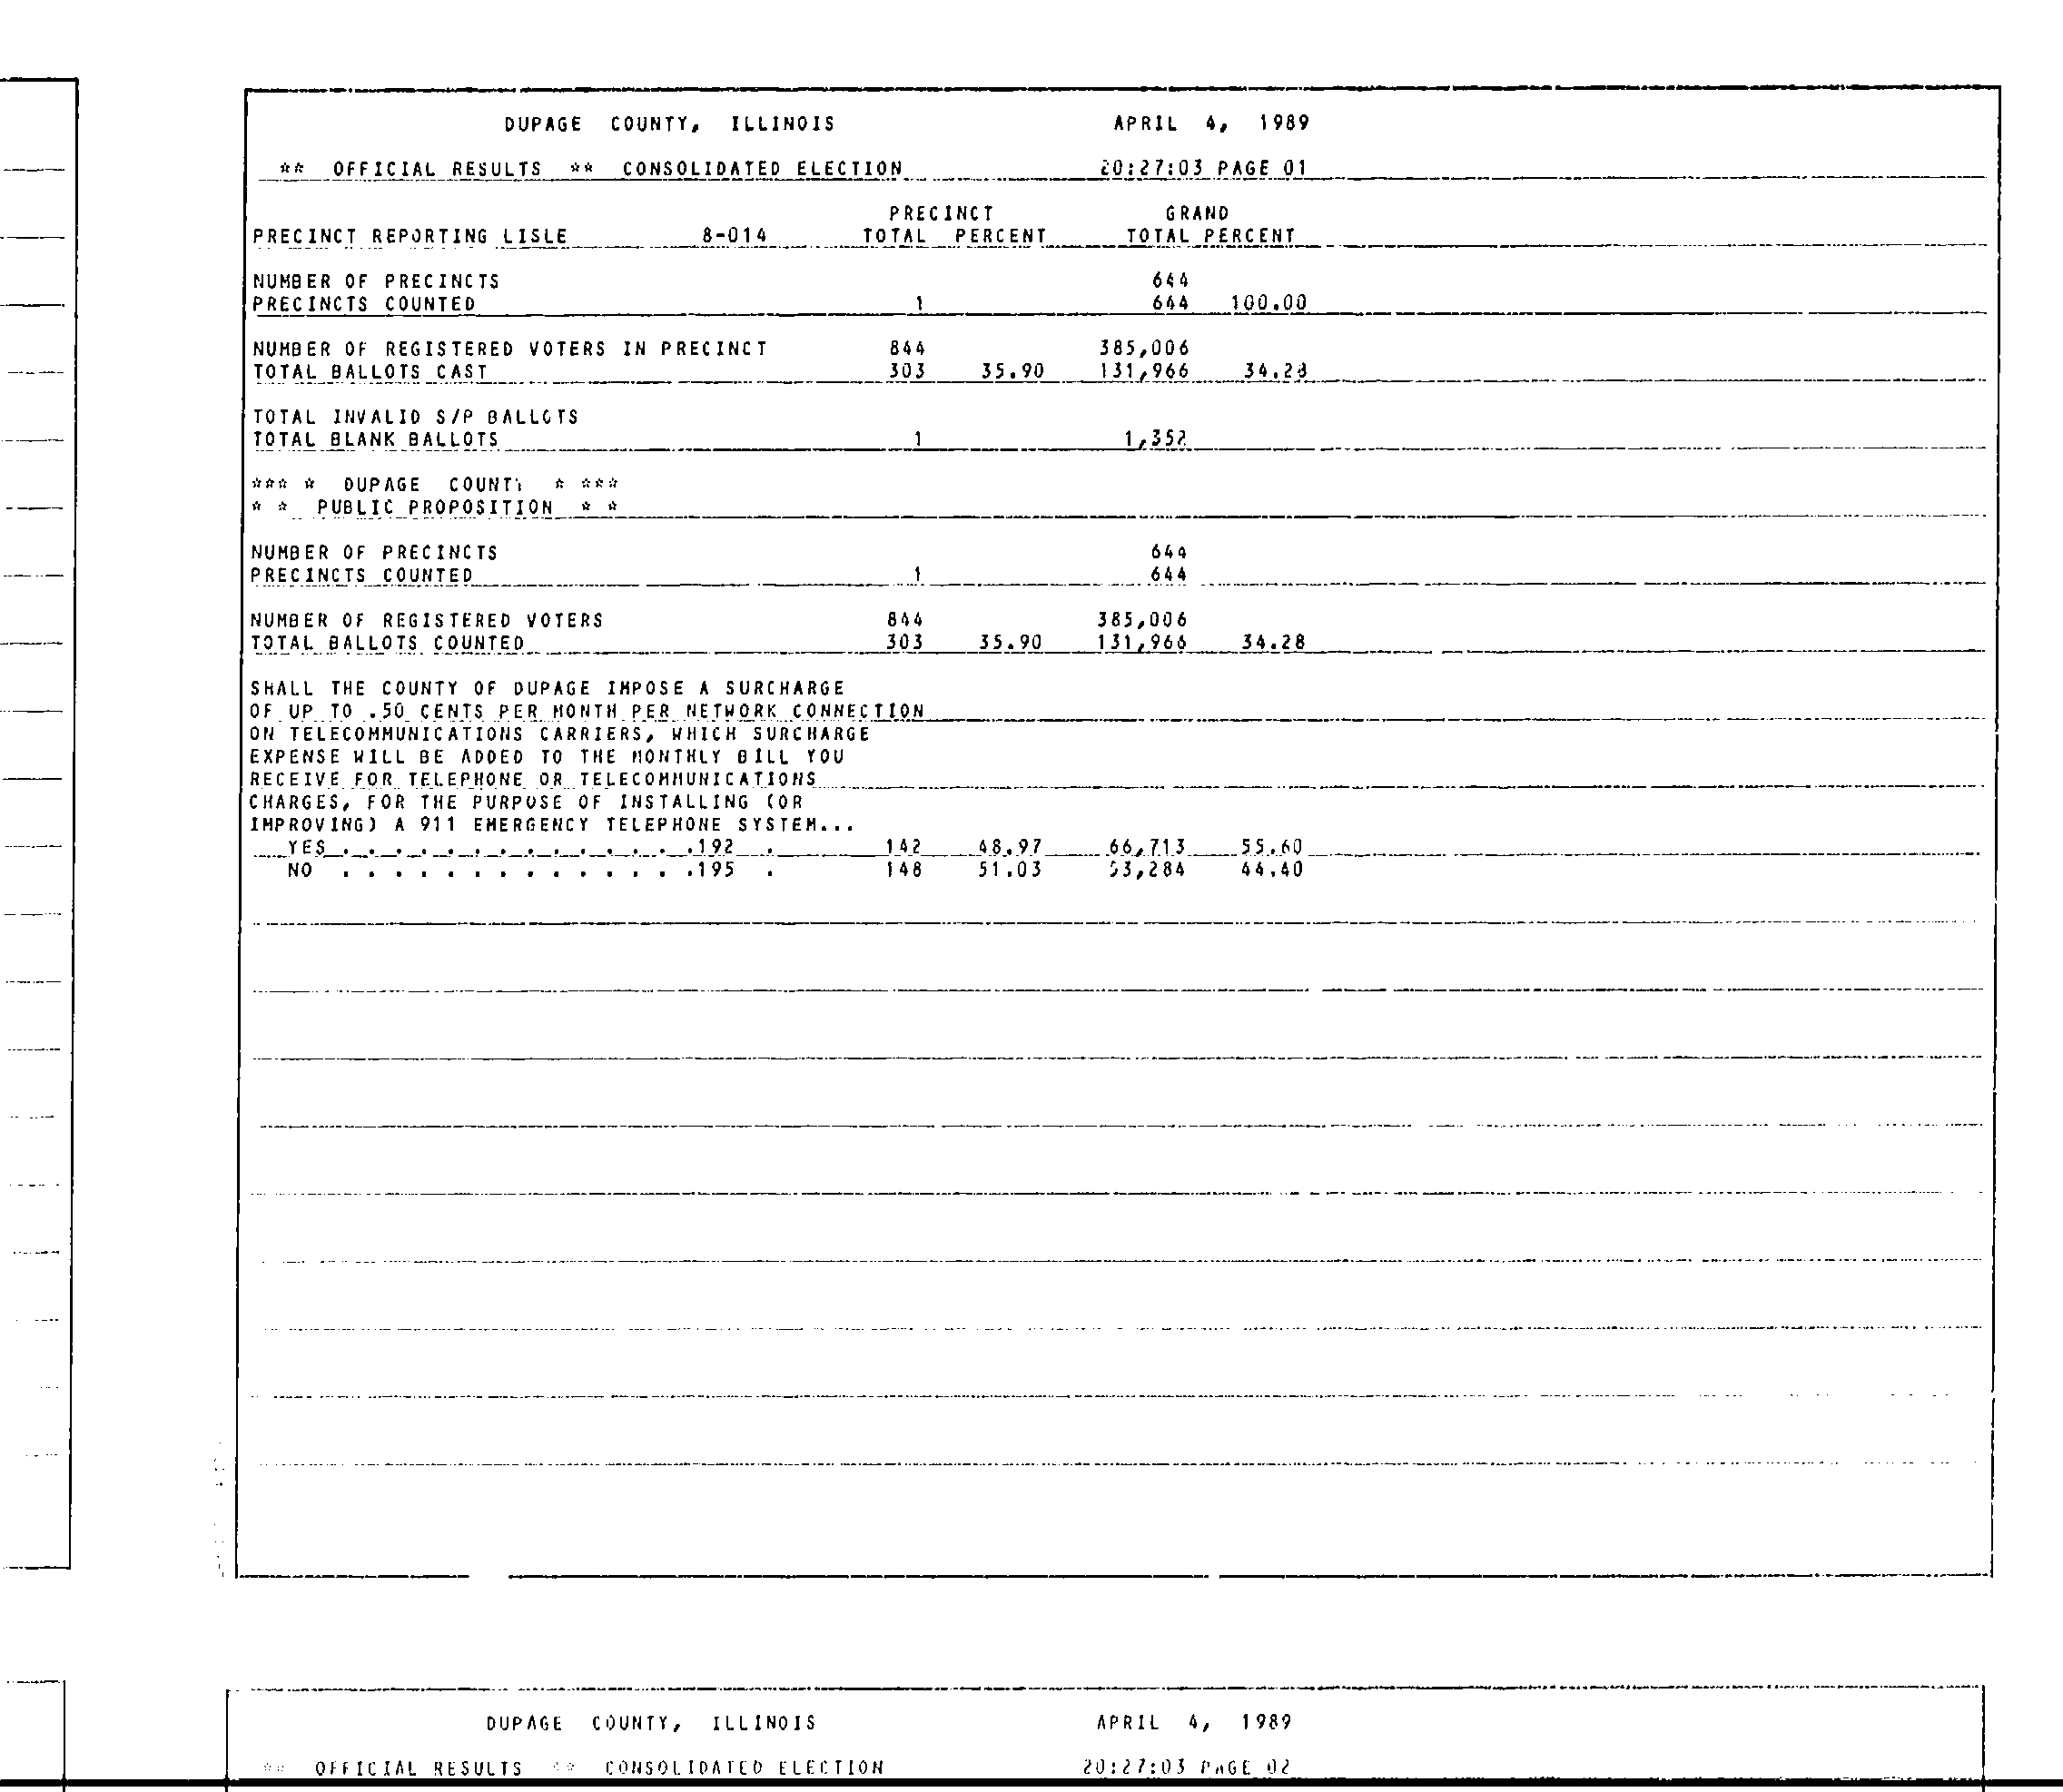 DUPAGE COUNTY, ILLINOIS APRIL 4, 1989
** OFFICIAL RESULTS ** CONSOLIDATED ELECTION 20:27:03 PAGE 01
PRECINCT GRAND
PRECINCT REPORTING LISLE 8-014 TOTAL PERCENT TOTAL PERCENT
NUMBER OF PRECINCTS 644
PRECINCTS COUNTED 1 644 100.00
NUMBER OF REGISTERED VOTERS IN PRECINCT 844 385,006
TOTAL BALLOTS CAST 303 35.90 131,966 34.28
TOTAL INVALID S/P BALLOTS
TOTAL BLANK BALLOTS 1 1,352
*** * DUPAGE COUNTY * ***
* * PUBLIC PROPOSITION * *
NUMBER OF PRECINCTS 644
PRECINCTS COUNTED 1 644
NUMBER OF REGISTERED VOTERS 844 385,006
TOTAL BALLOTS COUNTED 303 35.90 131,966 34.28
SHALL THE COUNTY OF DUPAGE IMPOSE A SURCHARGE
OF UP TO .50 CENTS PER MONTH PER NETWORK CONNECTION
ON TELECOMMUNICATIONS CARRIERS, WHICH SURCHARGE
EXPENSE WILL BE ADDED TO THE MONTHLY BILL YOU
RECEIVE FOR TELEPHONE OR TELECOMMUNICATIONS
CHARGES, FOR THE PURPOSE OF INSTALLING (OR
IMPROVING) A 911 EMERGENCY TELEPHONE SYSTEM...
YES . . . . . . . . . . . . . .192 . 142 48.97 66,713 55.60
NO . . . . . . . . . . . . . .195 . 148 51.03 53,284 44.40
DUPAGE COUNTY, ILLINOIS APRIL 4, 1989
** OFFICIAL RESULTS ** CONSOLIDATED ELECTION 20:27:03 PAGE 02